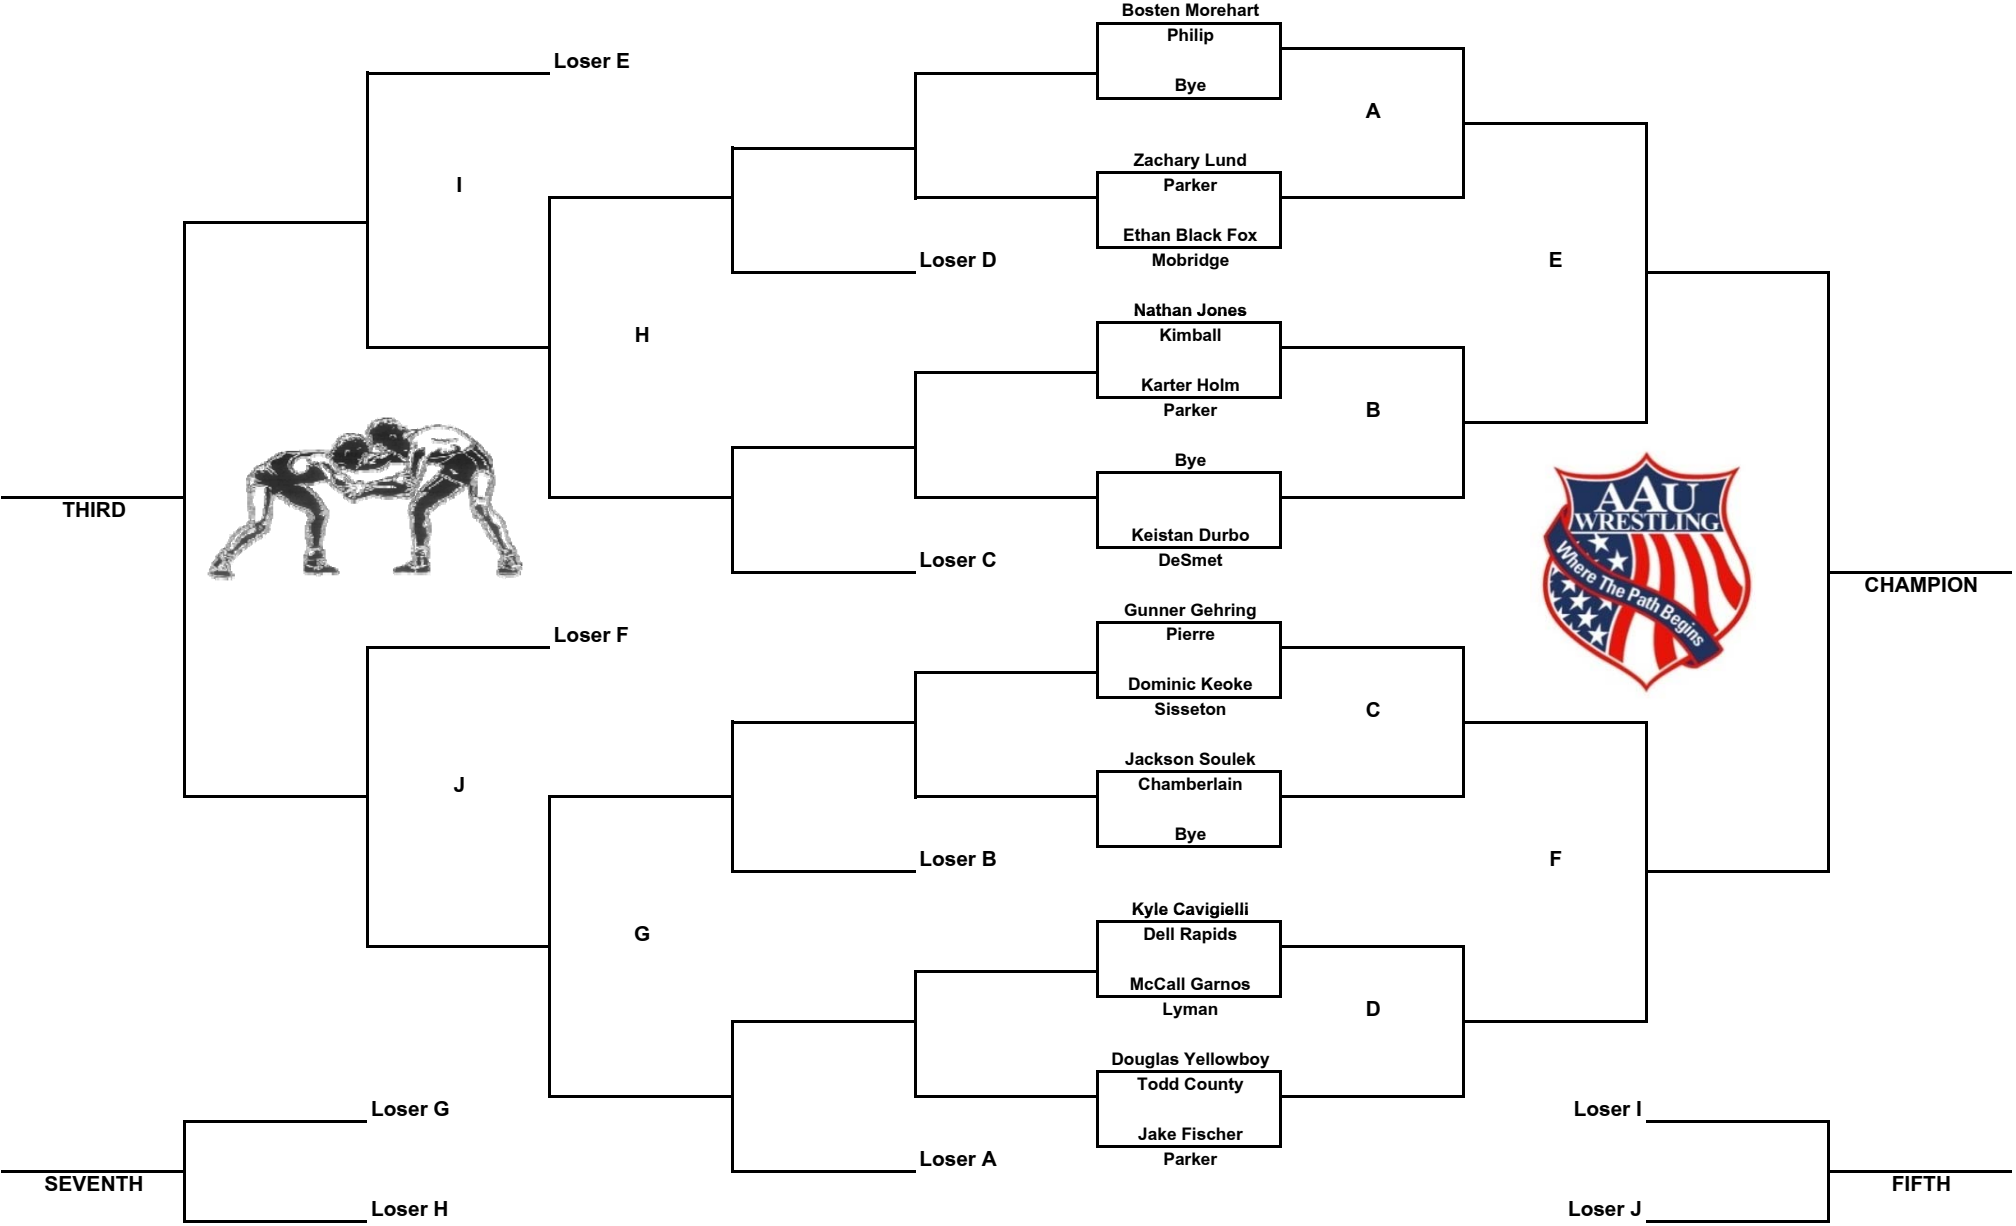 Bosten Morehart
Philip
Loser E
Bye
A
Zachary Lund
I
Parker
Ethan Black Fox
Loser D
Mobridge
E
Nathan Jones
H
Kimball
Karter Holm
Parker
B
Bye
AAU
WRESTLING
THIRD
Keistan Durbo
Loser C
DeSmet
Where The Path Begins
CHAMPION
Gunner Gehring
Loser F
Pierre
Dominic Keoke
Sisseton
C
Jackson Soulek
J
Chamberlain
Bye
Loser B
F
Kyle Cavigielli
G
Dell Rapids
McCall Garnos
Lyman
D
Douglas Yellowboy
Todd County
Loser G
Loser I
Jake Fischer
Loser A
Parker
SEVENTH
FIFTH
Loser H
Loser J